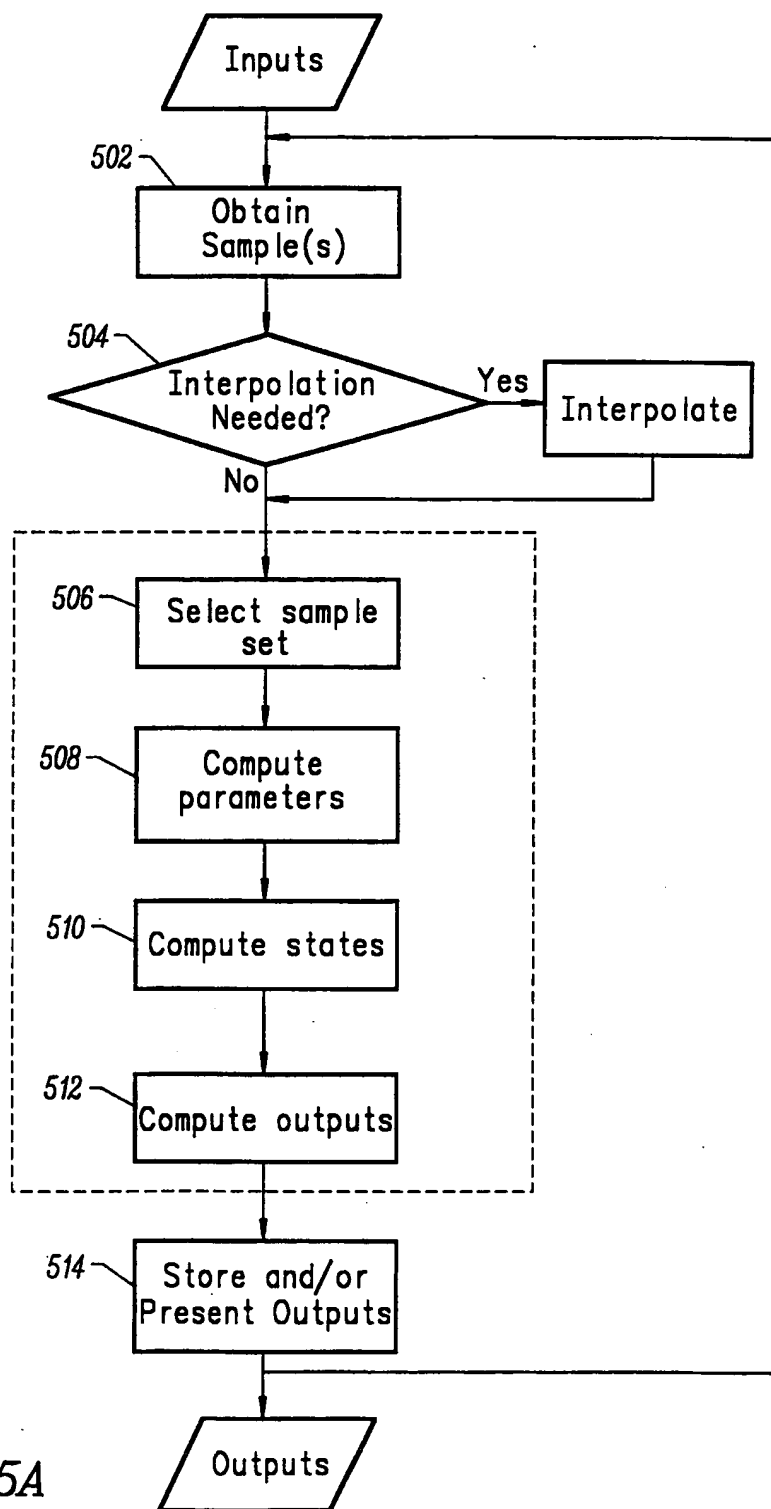 Inputs
502
Obtain
Sample(s)
504
Interpolation
Needed?
Yes
Interpolate
No
506
Select sample
set
508
Compute
parameters
510
Compute states
512
Compute outputs
514
Store and/or
Present Outputs
Outputs
5A